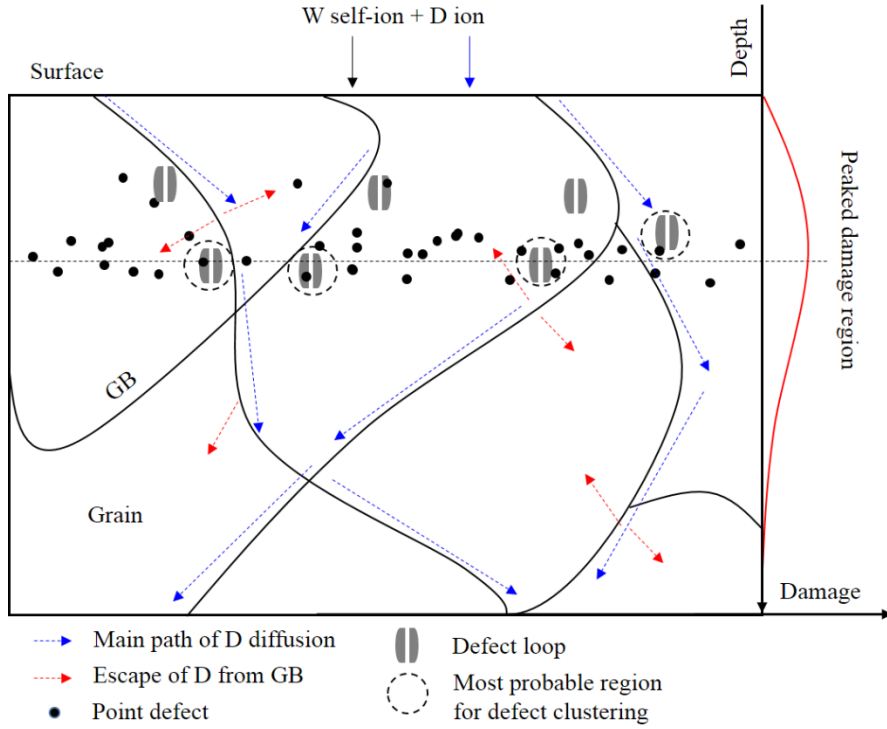 W self-ion + D ion
Surface
Depth
Peaked damage region
GB
Grain
Damage
Main path of D diffusion
Escape of D from GB
Point defect
Defect loop
Most probable region
for defect clustering